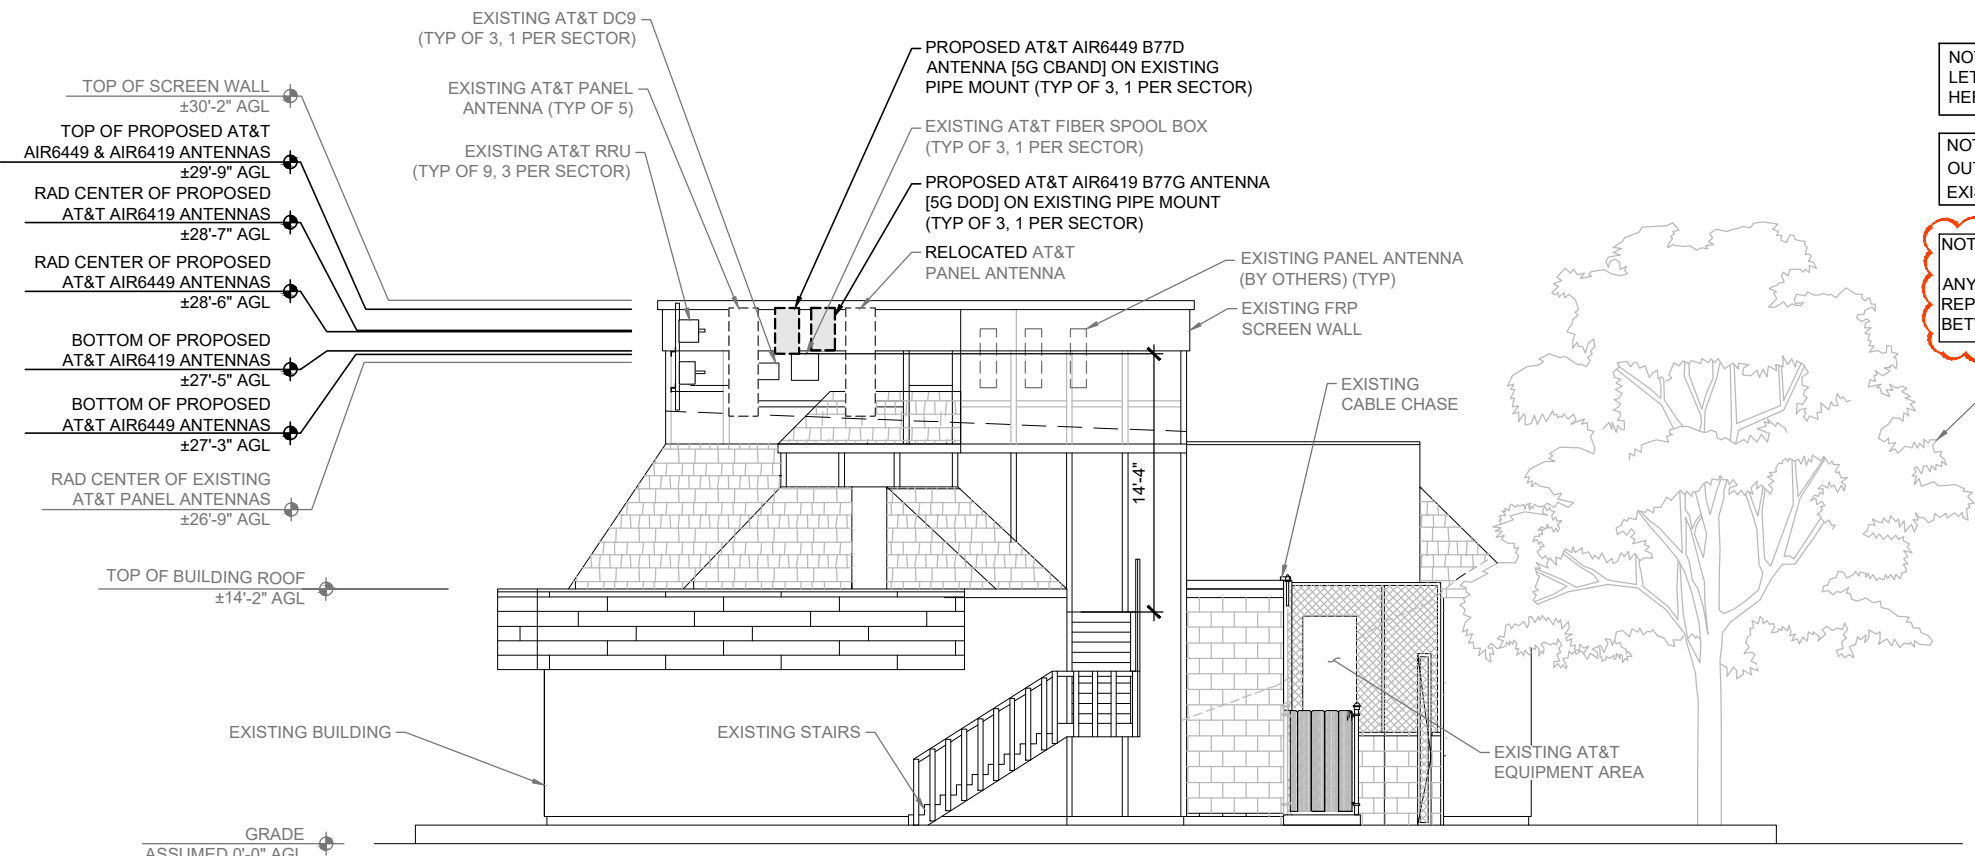 EXISTING AT&T DC9
(TYP OF 3, 1 PER SECTOR)
EXISTING AT&T PANEL
ANTENNA (TYP OF 5)
EXISTING AT&T RRU
(TYP OF 9, 3 PER SECTOR)
PROPOSED AT&T AIR6449 B77D
ANTENNA [5G CBAND] ON EXISTING
PIPE MOUNT (TYP OF 3, 1 PER SECTOR)
EXISTING AT&T FIBER SPOOL BOX
(TYP OF 3, 1 PER SECTOR)
PROPOSED AT&T AIR6419 B77G ANTENNA
[5G DOD] ON EXISTING PIPE MOUNT
(TYP OF 3, 1 PER SECTOR)
RELOCATED AT&T
PANEL ANTENNA
EXISTING PANEL ANTENNA
(BY OTHERS) (TYP)
EXISTING FRP
SCREEN WALL
EXISTING
CABLE CHASE
TOP OF SCREEN WALL
±30'-2" AGL
TOP OF PROPOSED AT&T
AIR6449 & AIR6419 ANTENNAS
±29'-9" AGL
RAD CENTER OF PROPOSED
AT&T AIR6419 ANTENNAS
±28'-7" AGL
RAD CENTER OF PROPOSED
AT&T AIR6449 ANTENNAS
±28'-6" AGL
BOTTOM OF PROPOSED
AT&T AIR6419 ANTENNAS
±27'-5" AGL
BOTTOM OF PROPOSED
AT&T AIR6449 ANTENNAS
±27'-3" AGL
RAD CENTER OF EXISTING
AT&T PANEL ANTENNAS
±26'-9" AGL
TOP OF BUILDING ROOF
±14'-2" AGL
14'-4"
EXISTING BUILDING
EXISTING STAIRS
EXISTING AT&T
EQUIPMENT AREA
GRADE
ASSUMED 0'-0" AGL
ANY